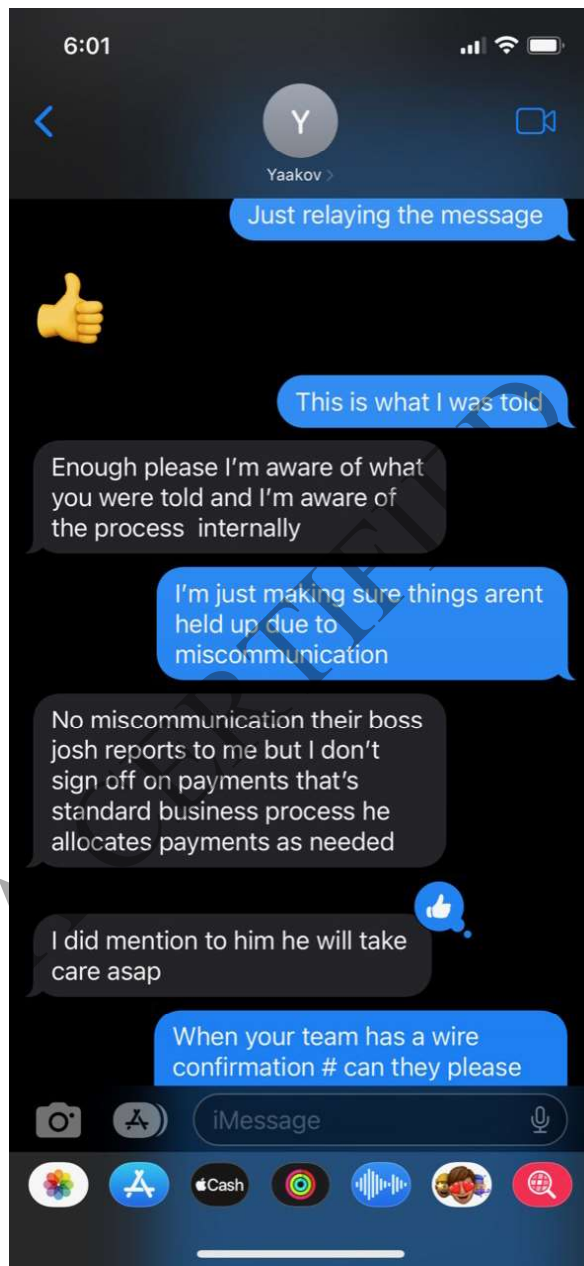 6:01
Y
Yaakov
Just relaying the message
This is what I was told
Enough please I'm aware of what
you were told and I'm aware of
the process internally
I'm just making sure things arent
held up due to
miscommunication
No miscommunication their boss
josh reports to me but I don't
sign off on payments that's
standard business process he
allocates payments as needed
I did mention to him he will take
care asap
When your team has a wire
confirmation # can they please
iMessage
Cash